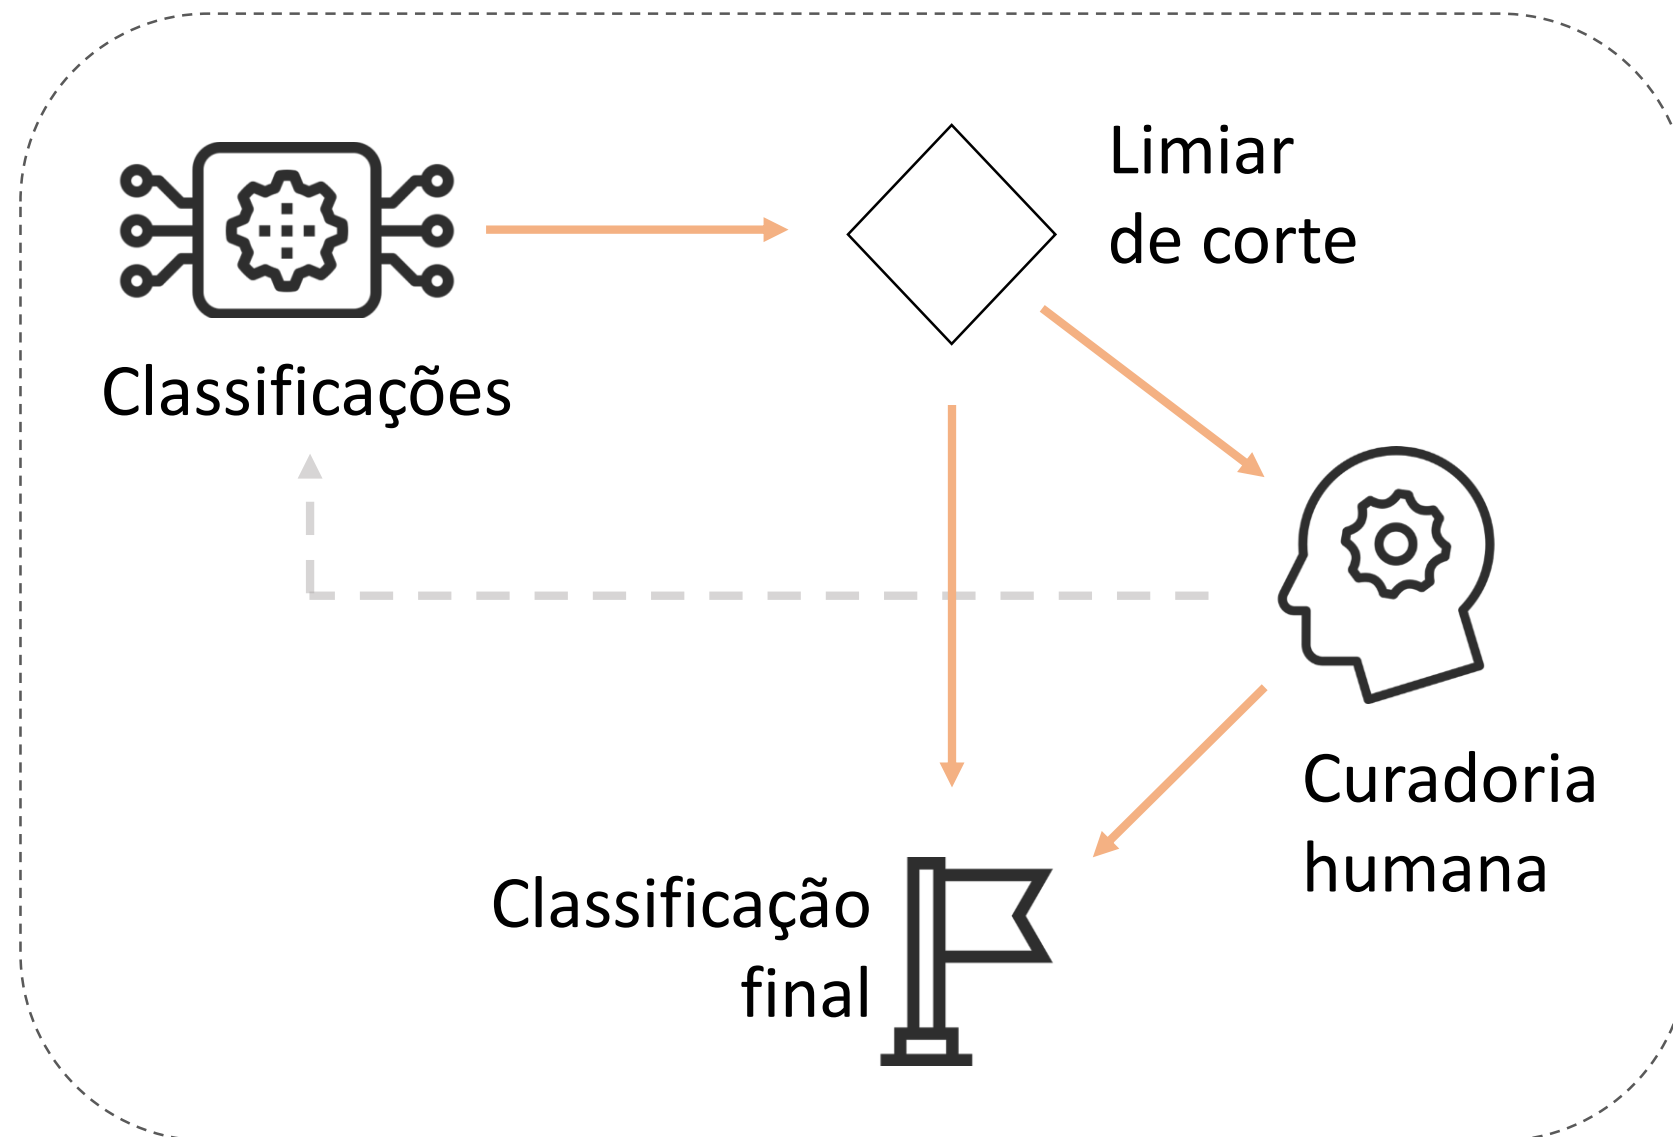 Classificações
Limiar
de corte
Curadoria
humana
Classificação
final